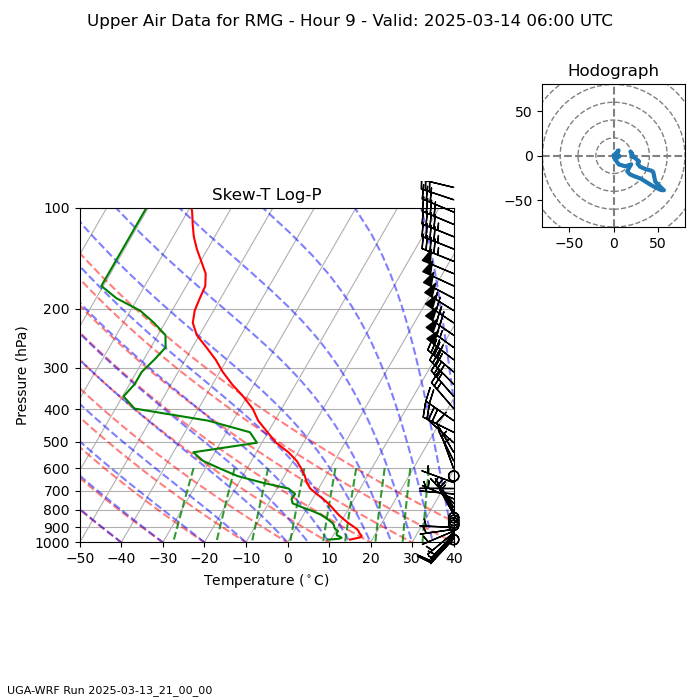 Upper Air Data for RMG - Hour 9 - Valid: 2025-03-14 06:00 UTC
Hodograph
50
0
−50
−50 0 50
Skew-T Log-P
100
200
300
400
500
600
700
800
900
1000
Pressure (hPa)
−50 −40 −30 −20 −10 0 10 20 30 40
Temperature (°C)
UGA-WRF Run 2025-03-13_21_00_00